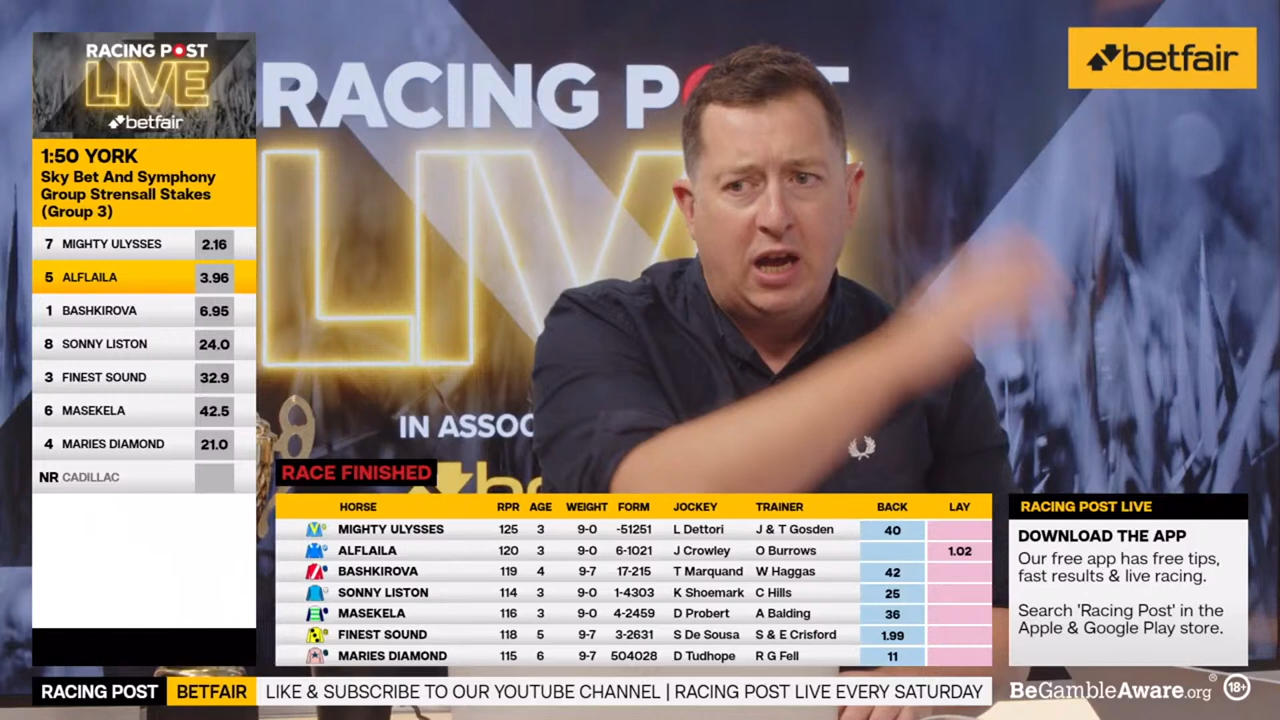 RACING POST
LIVE
betfair
1:50 YORK
Sky Bet And Symphony
Group Strensall Stakes
(Group 3)
7 MIGHTY ULYSSES 2.16
5 ALFLAILA 3.96
1 BASHKIROVA 6.95
8 SONNY LISTON 24.0
3 FINEST SOUND 32.9
6 MASEKELA 42.5
4 MARIES DIAMOND 21.0
NR CADILLAC
RACING P ST
LIV
IN ASSOC
be
betfair
RACE FINISHED
HORSE RPR AGE WEIGHT FORM JOCKEY TRAINER BACK LAY
MIGHTY ULYSSES 125 3 9-0 -51251 L Dettori J & T Gosden 40
ALFLAILA 120 3 9-0 6-1021 J Crowley O Burrows 1.02
BASHKIROVA 119 4 9-7 17-215 T Marquand W Haggas 42
SONNY LISTON 114 3 9-0 1-4303 K Shoemark C Hills 25
MASEKELA 116 3 9-0 4-2459 D Probert A Balding 36
FINEST SOUND 118 5 9-7 3-2631 S De Sousa S & E Crisford 1.99
MARIES DIAMOND 115 6 9-7 504028 D Tudhope R G Fell 11
RACING POST LIVE
DOWNLOAD THE APP
Our free app has free tips,
fast results & live racing.
Search 'Racing Post' in the
Apple & Google Play store.
RACING POST BETFAIR LIKE & SUBSCRIBE TO OUR YOUTUBE CHANNEL | RACING POST LIVE EVERY SATURDAY
BeGambleAware.org® 18+